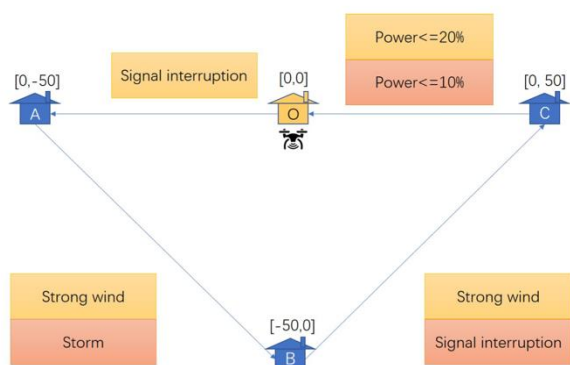 Power<=20%
[0,-50]
Signal interruption
[0,0]
Power<=10%
[0, 50]
A
O
C
Strong wind
Storm
[-50,0]
B
Strong wind
Signal interruption